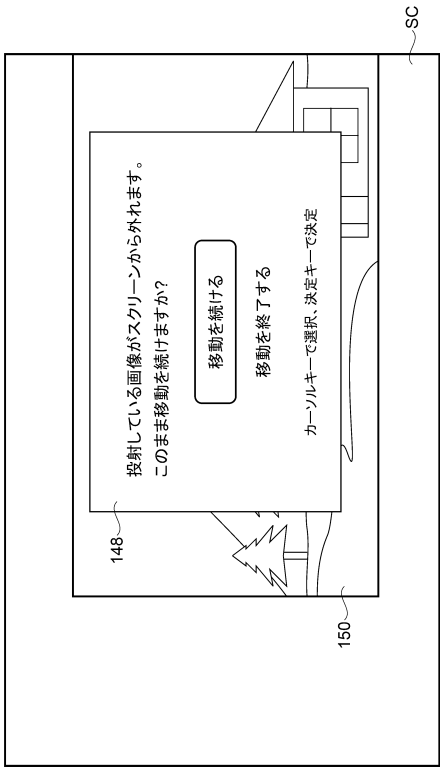 SC
投射している画像がスクリーンから外れます。
このまま移動を続けますか?
移動を続ける
移動を終了する
カーソルキーで選択、決定キーで決定
148
150